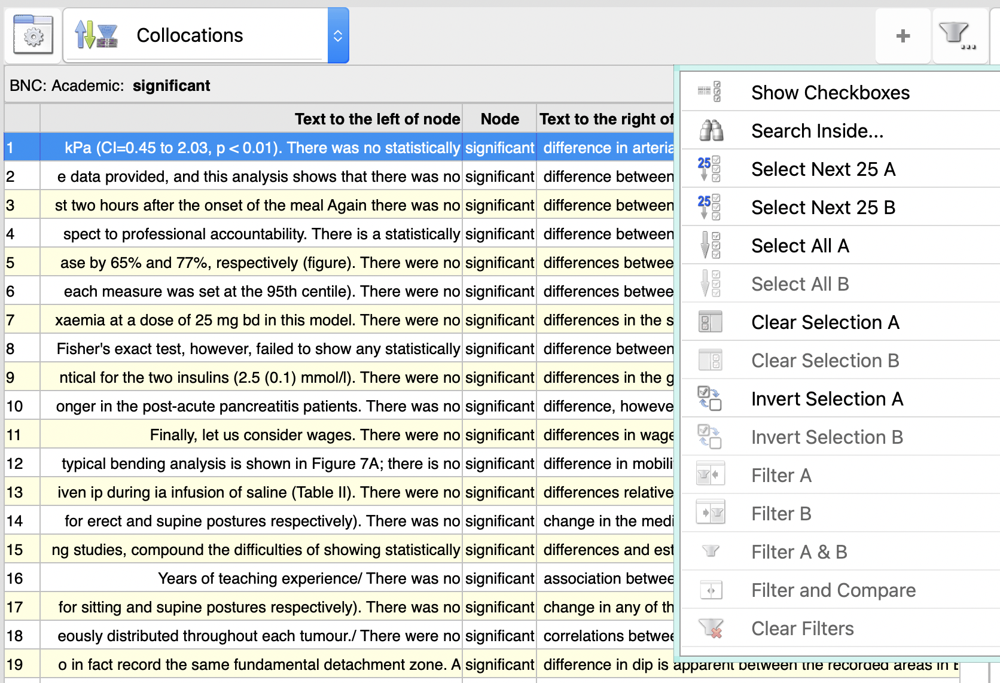 Collocations
BNC: Academic: significant
Text to the left of node Node Text to the right of
1 kPa (CI=0.45 to 2.03, p < 0.01). There was no statistically significant difference in arteria
2 e data provided, and this analysis shows that there was no significant difference between
3 st two hours after the onset of the meal Again there was no significant difference between
4 spect to professional accountability. There is a statistically significant difference between
5 ase by 65% and 77%, respectively (figure). There were no significant differences betwee
6 each measure was set at the 95th centile). There were no significant differences betwee
7 xaemia at a dose of 25 mg bd in this model. There were no significant differences in the s
8 Fisher's exact test, however, failed to show any statistically significant difference between
9 ntical for the two insulins (2.5 (0.1) mmol/l). There were no significant differences in the g
10 onger in the post-acute pancreatitis patients. There was no significant difference, howeve
11 Finally, let us consider wages. There were no significant differences in wage
12 typical bending analysis is shown in Figure 7A; there is no significant difference in mobili
13 iven ip during ia infusion of saline (Table II). There were no significant differences relative
14 for erect and supine postures respectively). There was no significant change in the medi
15 ng studies, compound the difficulties of showing statistically significant differences and est
16 Years of teaching experience/ There was no significant association betwee
17 for sitting and supine postures respectively). There was no significant change in any of th
18 eously distributed throughout each tumour./ There were no significant correlations betwee
19 o in fact record the same fundamental detachment zone. A significant difference in dip is apparent between the recorded areas in E
Show Checkboxes
Search Inside...
25 Select Next 25 A
25 Select Next 25 B
Select All A
Select All B
Clear Selection A
Clear Selection B
Invert Selection A
Invert Selection B
Filter A
Filter B
Filter A & B
Filter and Compare
Clear Filters